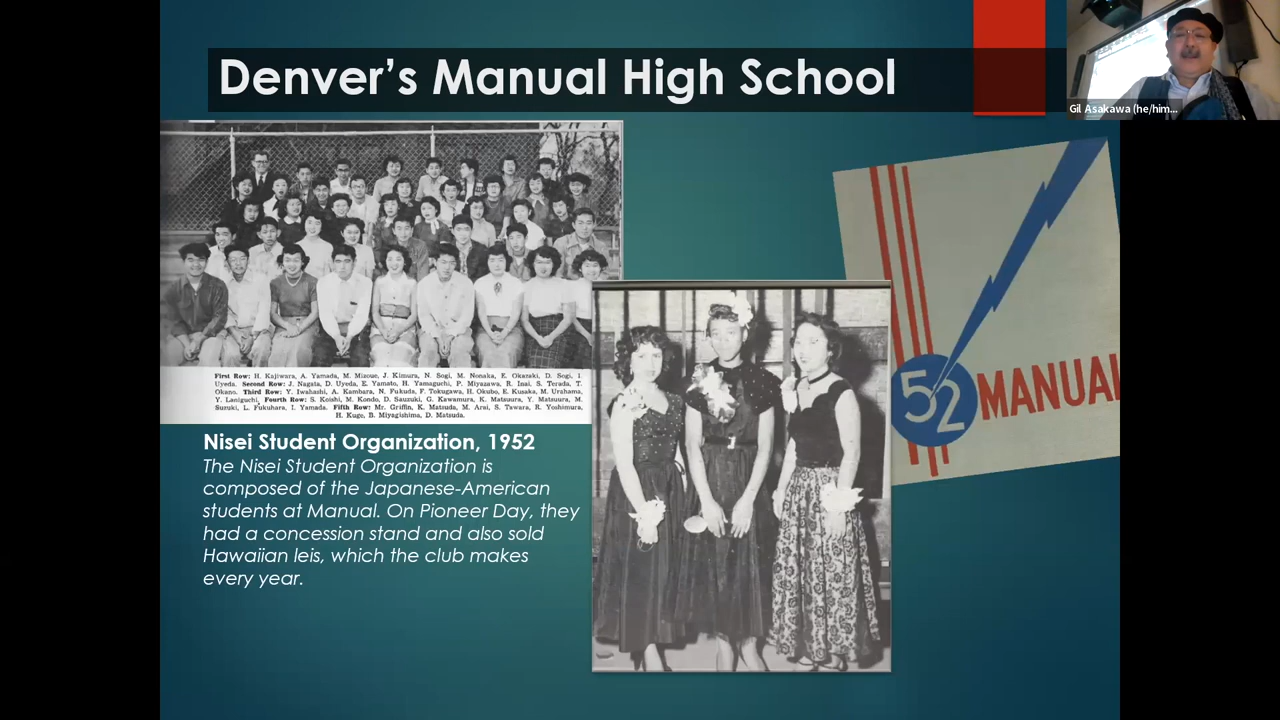 Denver's Manual High School
Gil Asakawa (he/him...
First Row: H. Kajiwara, A. Yamada, M. Mizoue, J. Kimura, N. Sogi, M. Nonaka, E. Okazaki, D. Sogi, I.
Uyeda. Second Row: J. Nagata, D. Uyeda, E. Yamato, H. Yamaguchi, P. Miyazawa, R. Inai, S. Terada, T.
Okano. Third Row: Y. Iwahashi, A. Kambara, N. Fukuda, F. Tokugawa, H. Okubo, E. Kusaka, M. Urahama,
Y. Taniguchi, Fourth Row: S. Koishi, M. Kondo, D. Sauzuki, G. Kawamura, K. Matsuura, Y. Matsuura, M.
Suzuki, L. Fukuhara, I. Yamada. Fifth Row: Mr. Griffin, K. Matsuda, M. Arai, S. Tawara, R. Yoshimura,
H. Kuge, B. Miyagishima, D. Matsuda.
52 MANUAL
Nisei Student Organization, 1952
The Nisei Student Organization is
composed of the Japanese-American
students at Manual. On Pioneer Day, they
had a concession stand and also sold
Hawaiian leis, which the club makes
every year.